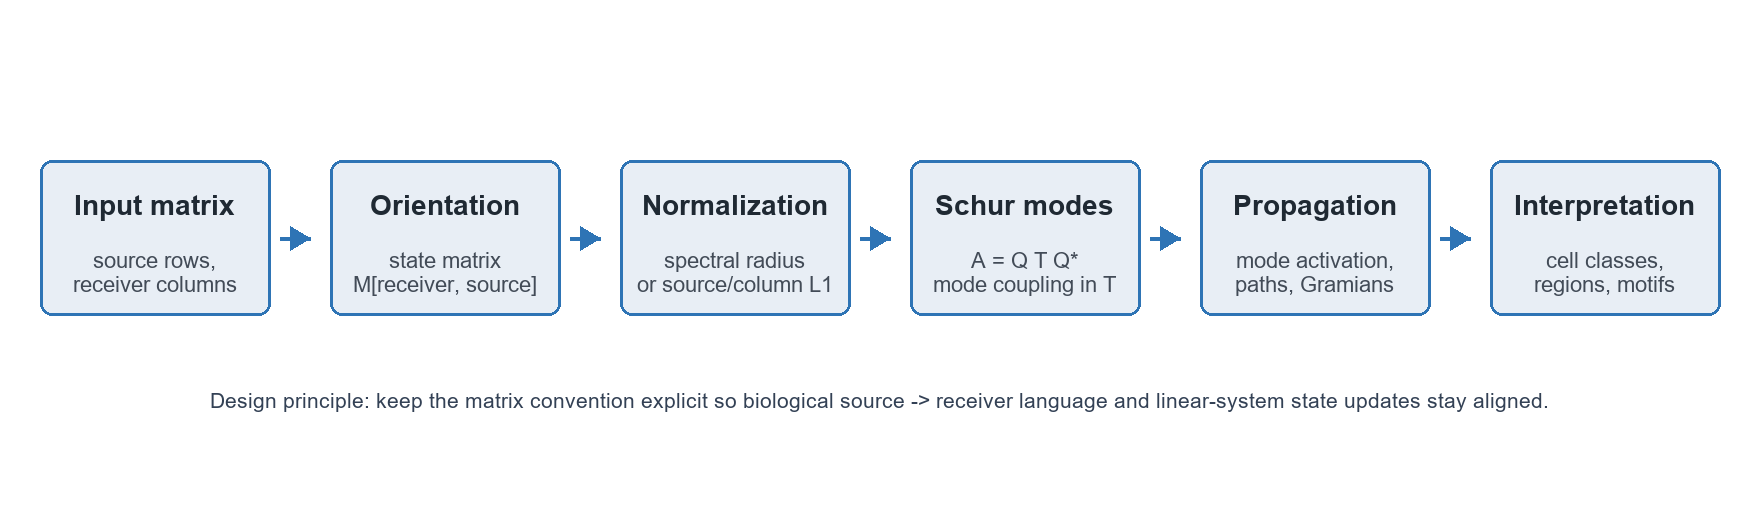 Input matrix
source rows,
receiver columns
Orientation
state matrix
M[receiver, source]
Normalization
spectral radius
or source/column L1
Schur modes
A = Q T Q*
mode coupling in T
Propagation
mode activation,
paths, Gramians
Interpretation
cell classes,
regions, motifs
Design principle: keep the matrix convention explicit so biological source -> receiver language and linear-system state updates stay aligned.